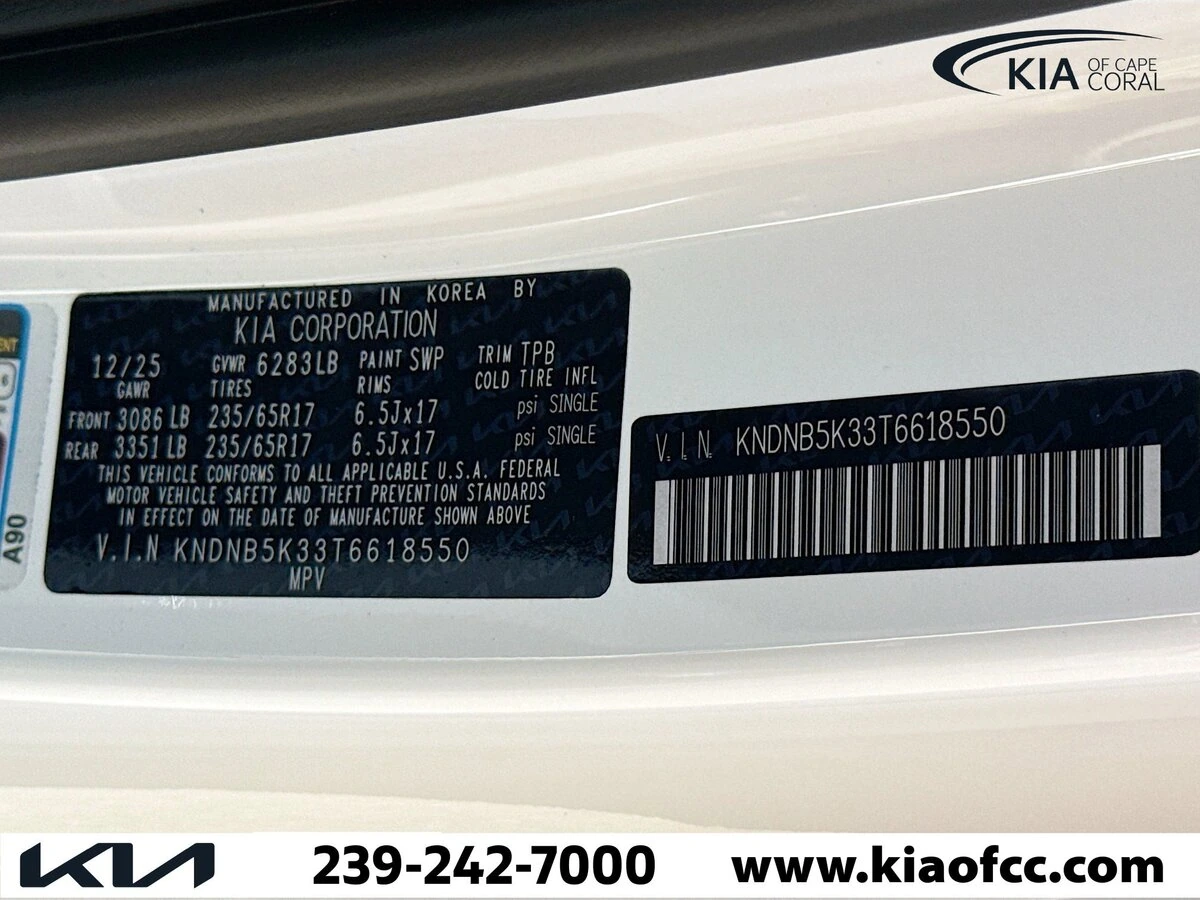 KIA OF CAPE CORAL
MANUFACTURED IN KOREA BY
KIA CORPORATION
12/25 GVWR 6283LB PAINT SWP TRIM TPB
GAWR TIRES RIMS COLD TIRE INFL
FRONT 3086 LB 235/65R17 6.5Jx17 psi SINGLE
REAR 3351 LB 235/65R17 6.5Jx17 psi SINGLE
THIS VEHICLE CONFORMS TO ALL APPLICABLE U.S.A. FEDERAL
MOTOR VEHICLE SAFETY AND THEFT PREVENTION STANDARDS
IN EFFECT ON THE DATE OF MANUFACTURE SHOWN ABOVE
V.I.N KNDNB5K33T6618550
MPV
V.I.N. KNDNB5K33T6618550
A90
KIA 239-242-7000 www.kiaofcc.com